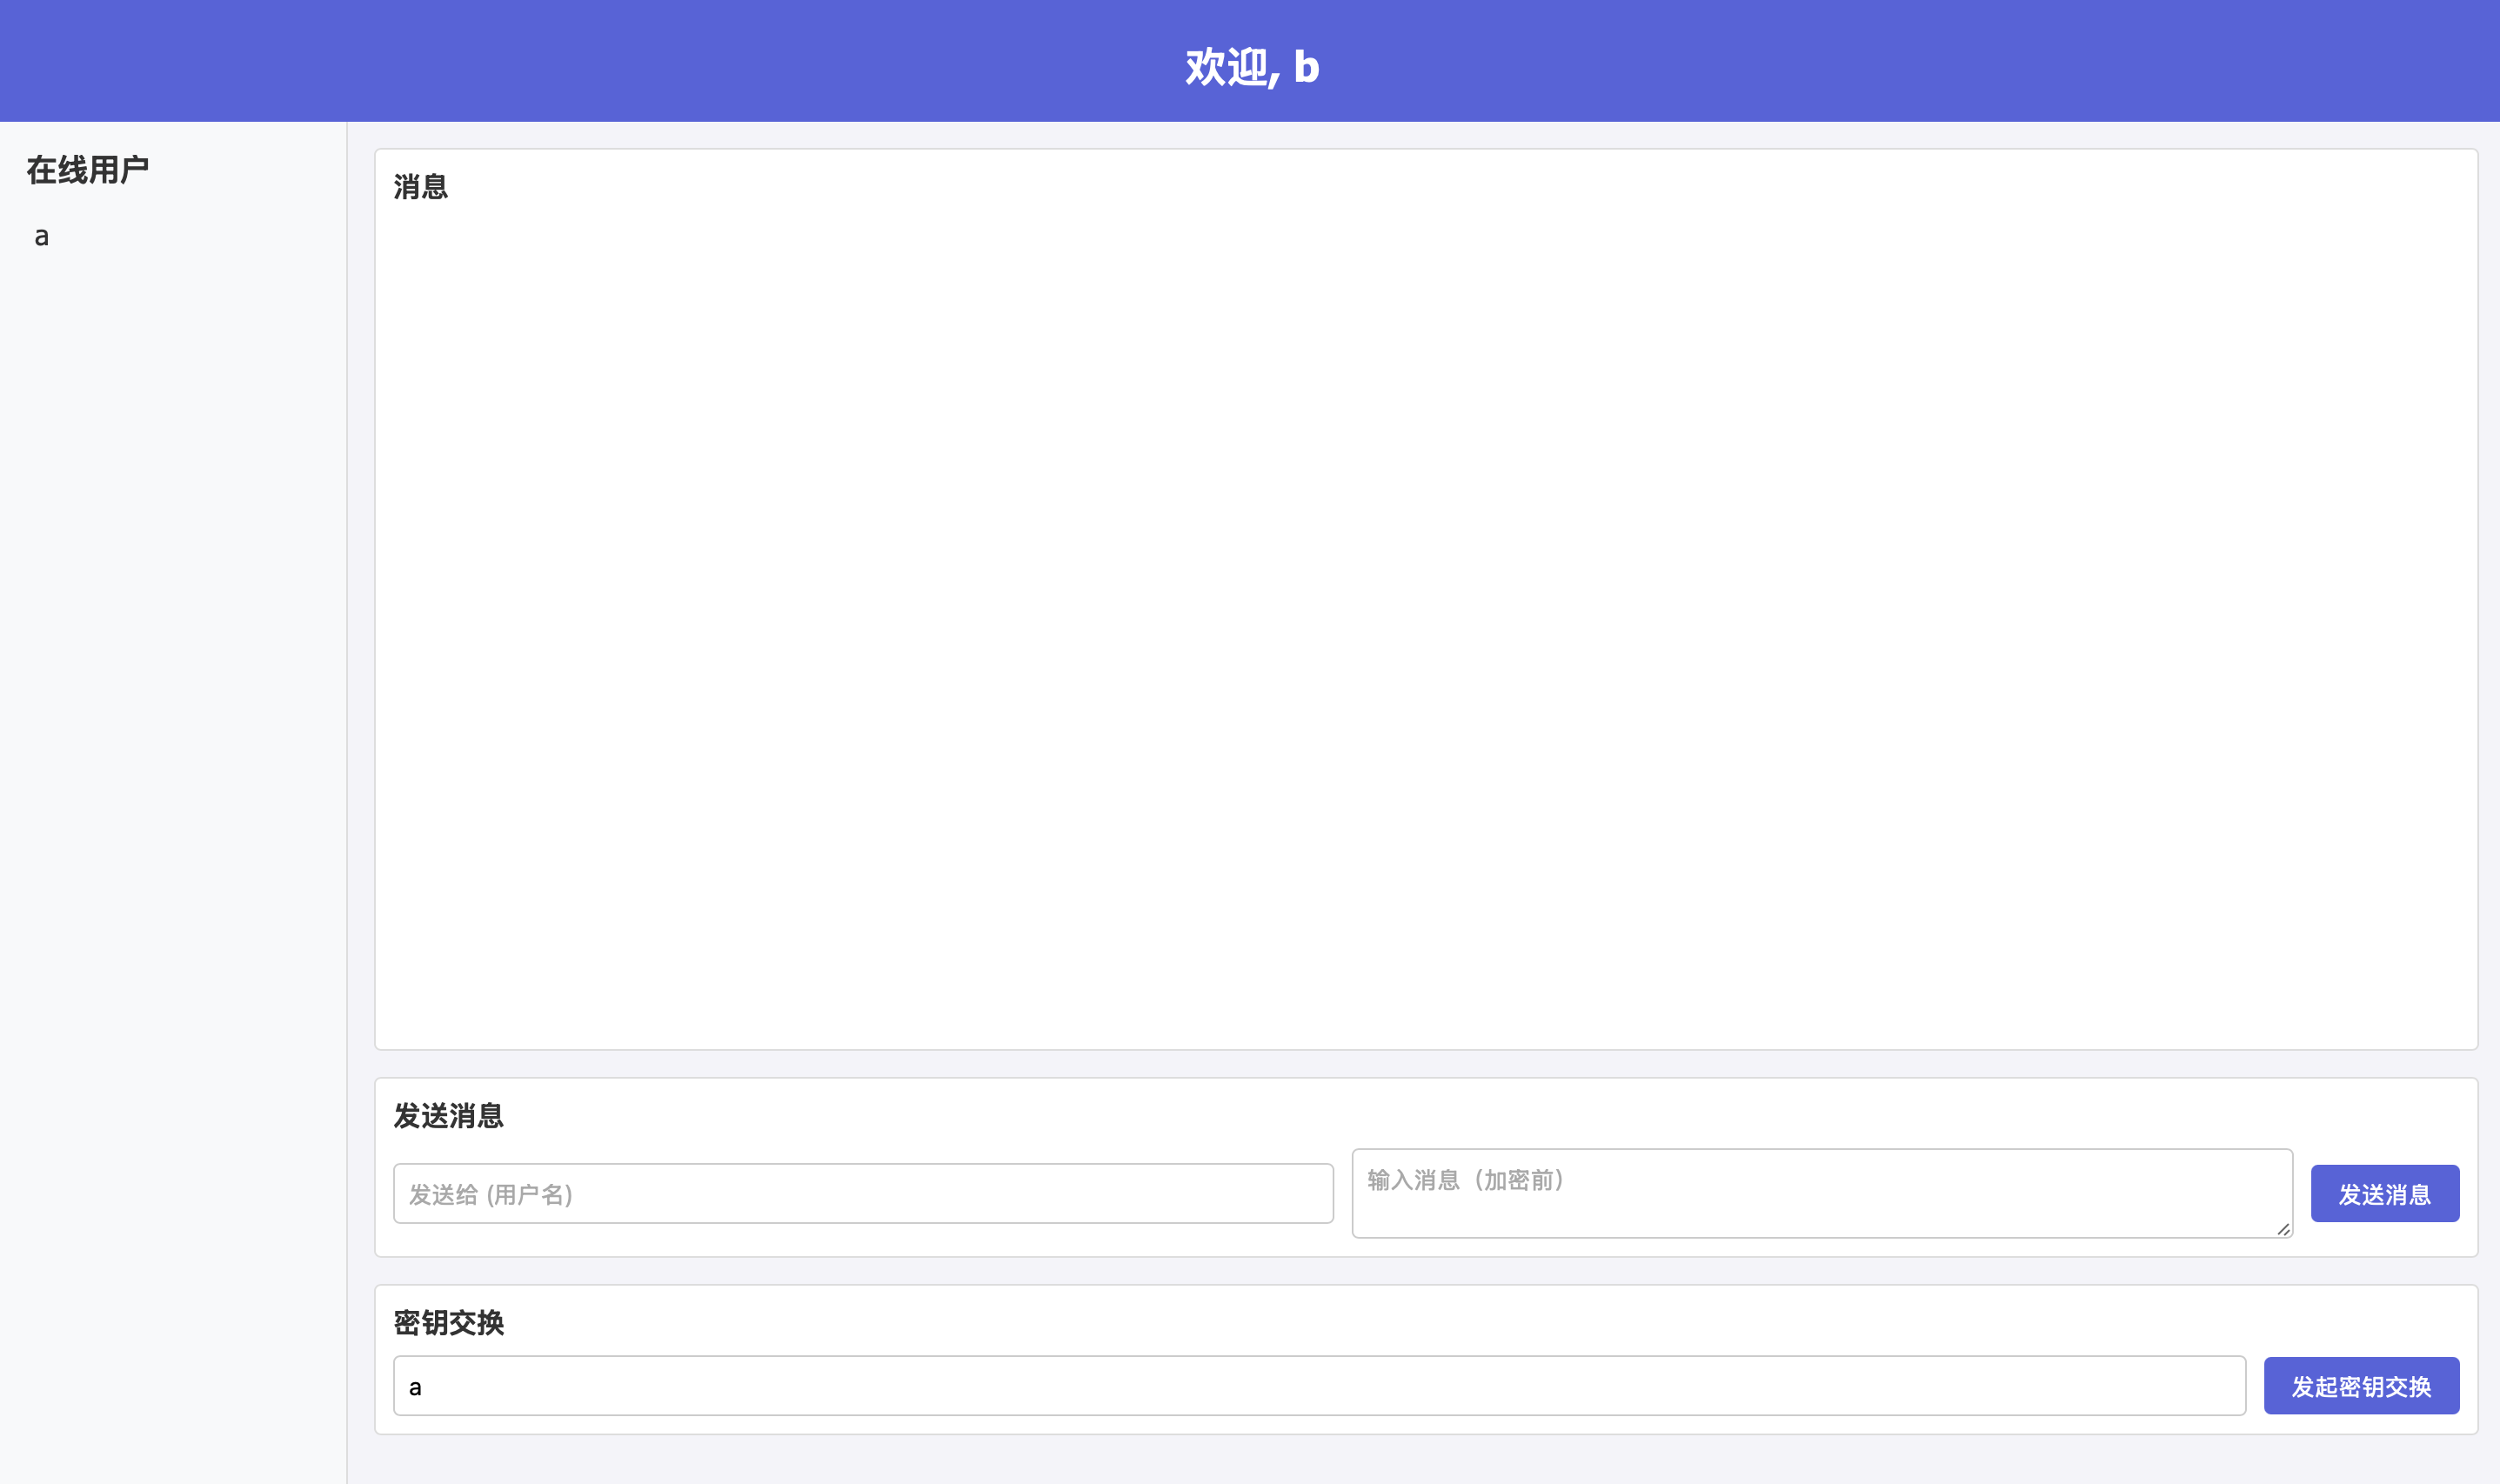 欢迎, b
在线用户
a
消息
发送消息
发送给 (用户名)
输入消息（加密前）
发送消息
密钥交换
a
发起密钥交换